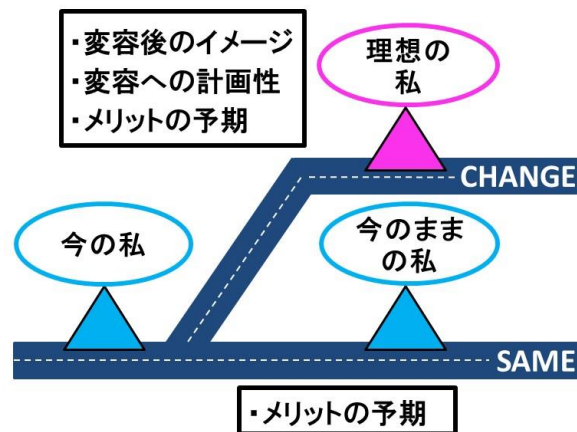 ・変容後のイメージ
・変容への計画性
・メリットの予期
理想の
私
CHANGE
今の私
今のまま
の私
SAME
・メリットの予期